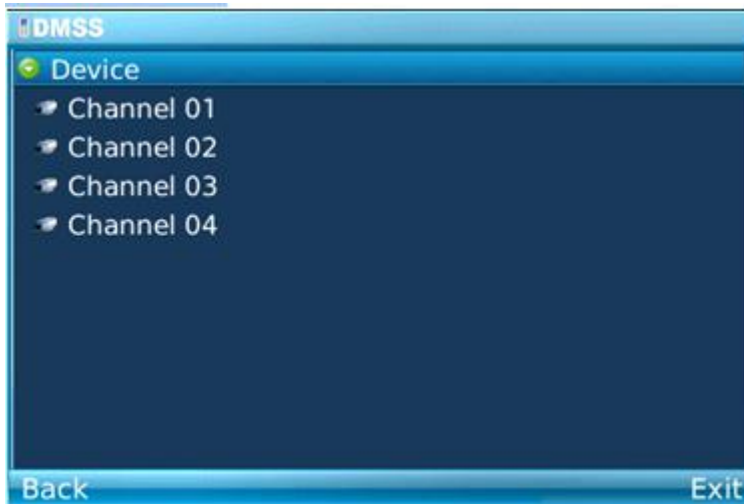 DMSS
Device
Channel 01
Channel 02
Channel 03
Channel 04
Back Exit